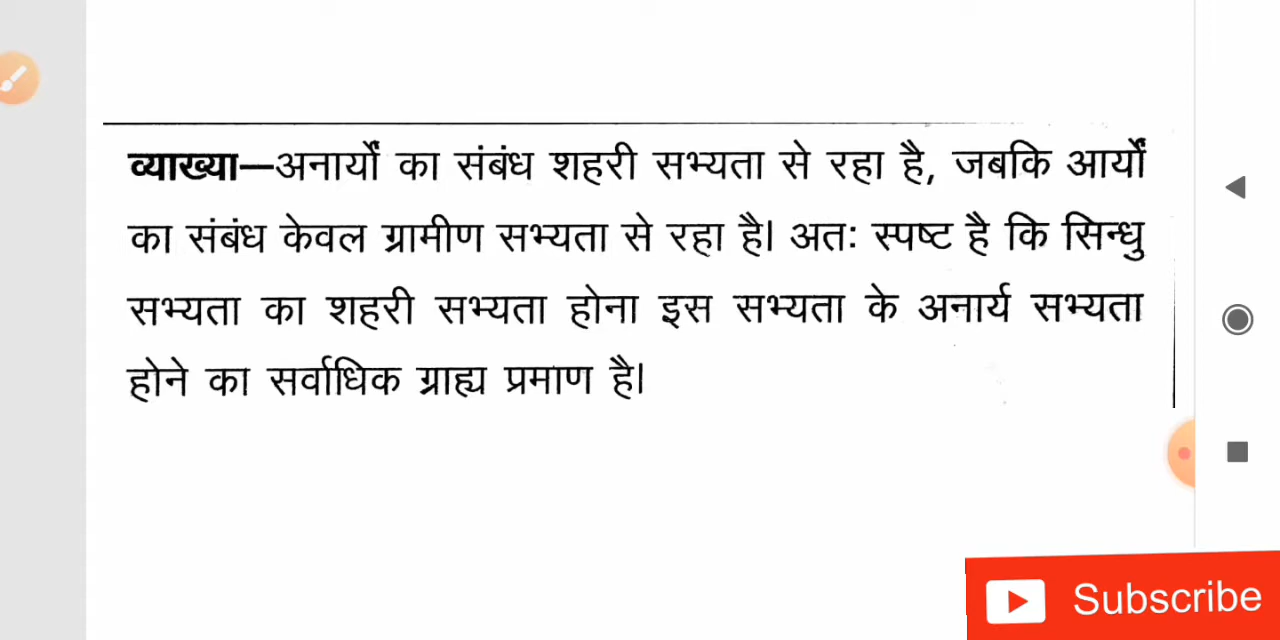 व्याख्या—अनार्यों का संबंध शहरी सभ्यता से रहा है, जबकि आर्यों
का संबंध केवल ग्रामीण सभ्यता से रहा है। अतः स्पष्ट है कि सिन्धु
सभ्यता का शहरी सभ्यता होना इस सभ्यता के अनार्य सभ्यता
होने का सर्वाधिक ग्राह्य प्रमाण है।
Subscribe